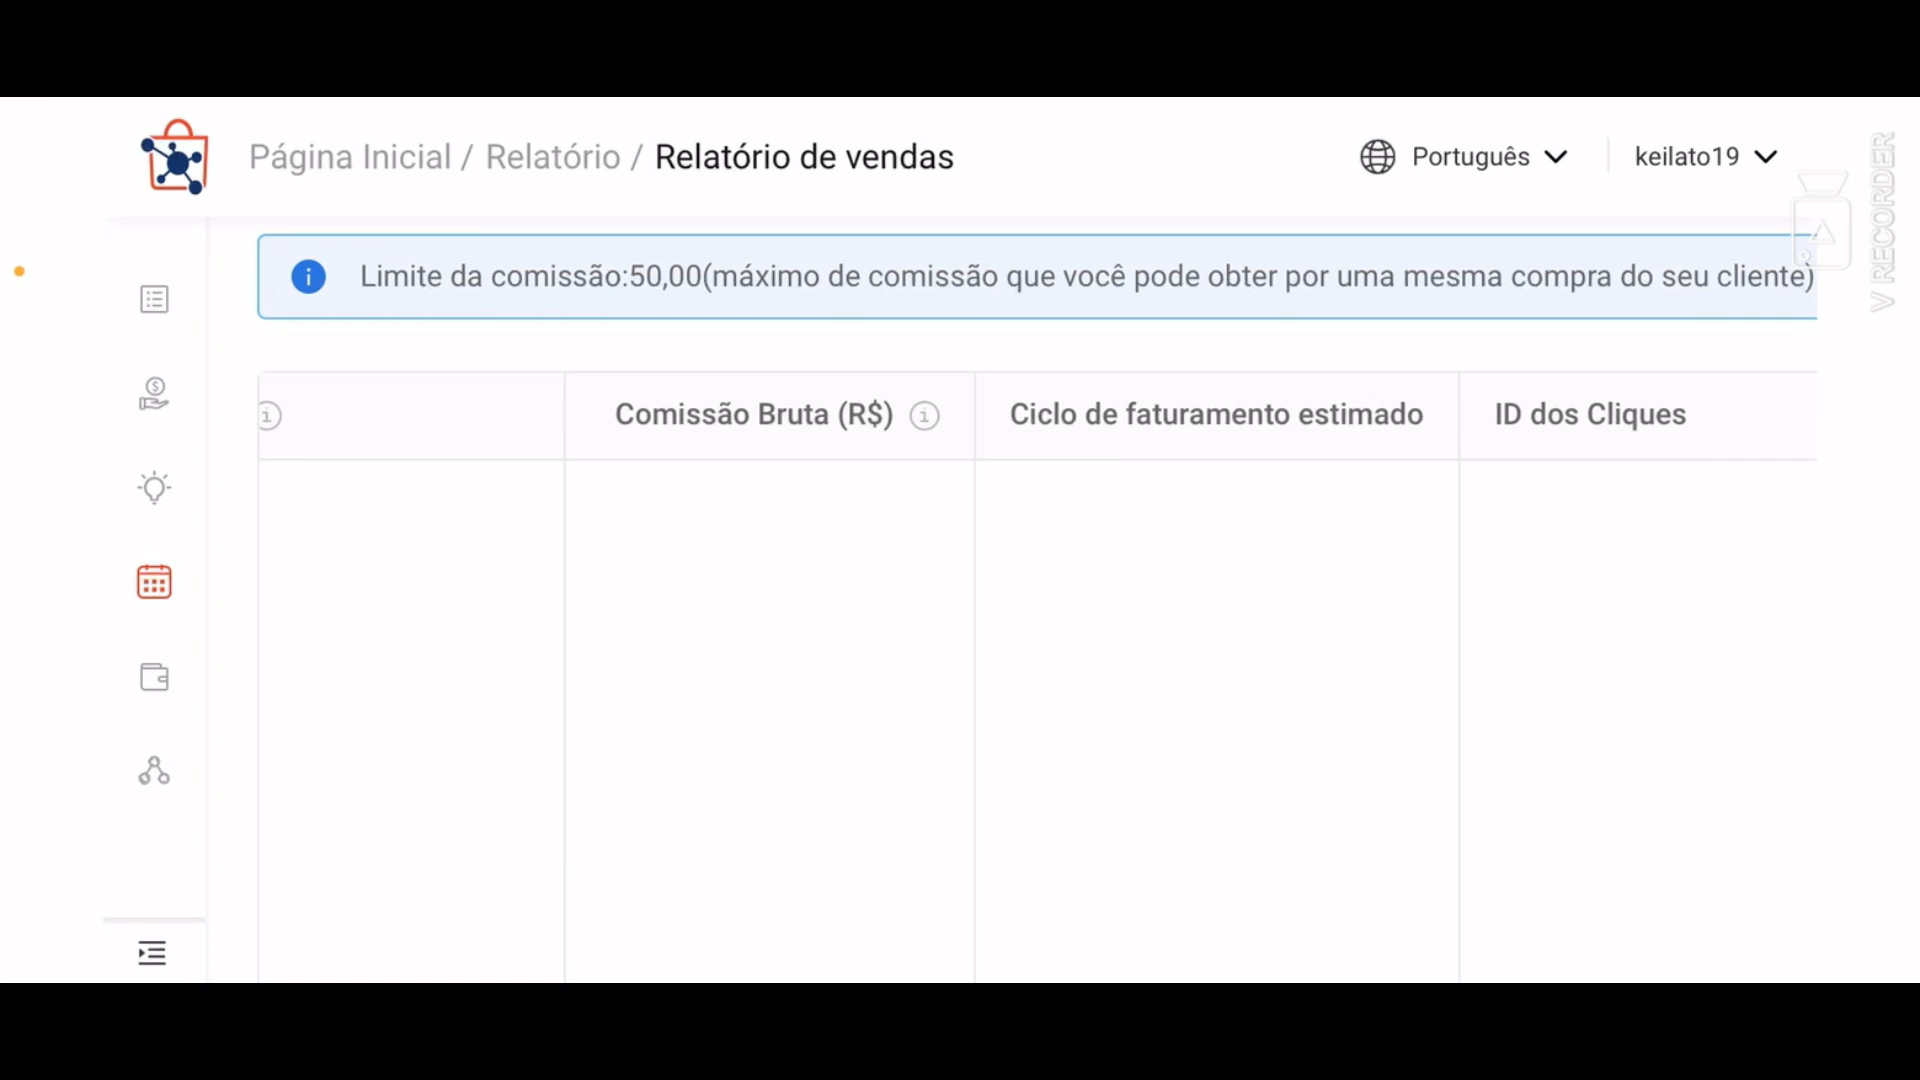 Página Inicial / Relatório / Relatório de vendas
Português
keilato19
V RECORDER
Limite da comissão:50,00(máximo de comissão que você pode obter por uma mesma compra do seu cliente)
Comissão Bruta (R$)
Ciclo de faturamento estimado
ID dos Cliques